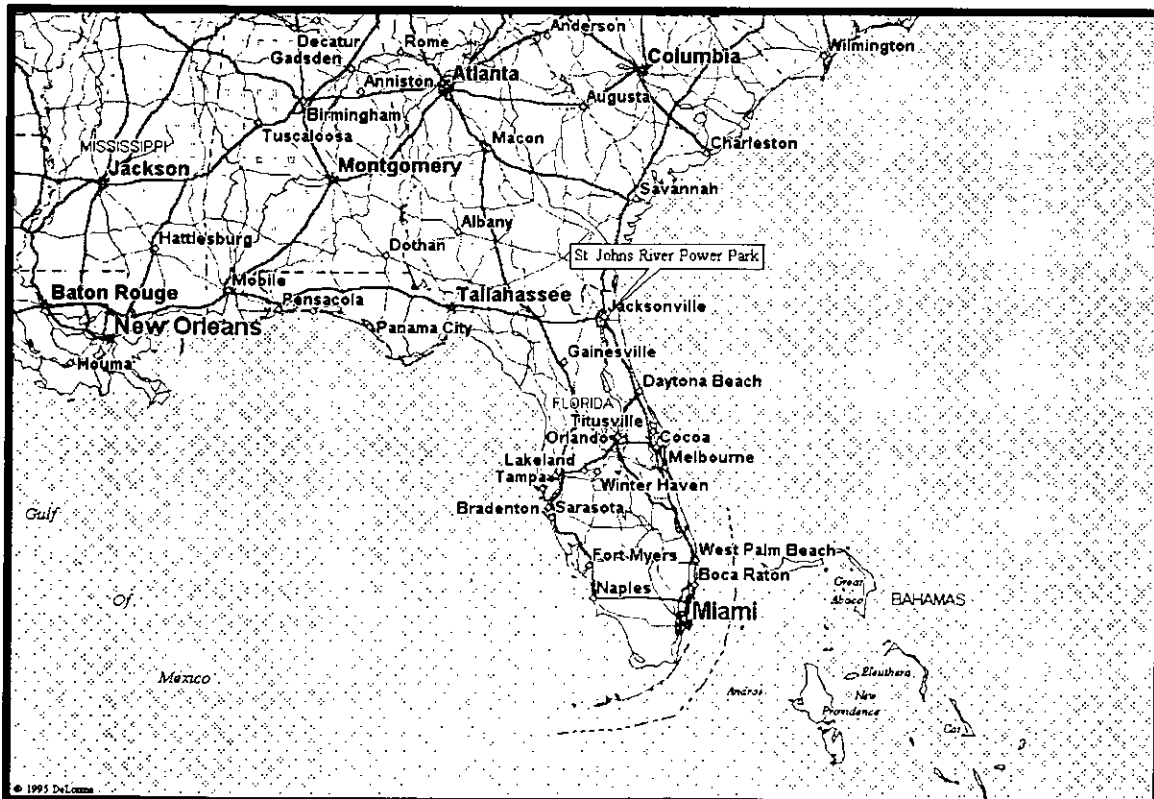 Anderson
Decatur
Rome
Wilmington
Gadsden
Columbia
Atlanta
Anniston
Augusta
Birmingham
Tuscaloosa
Macon
Charleston
MISSISSIPPI
Jackson
Montgomery
Savannah
Albany
Hattiesburg
Dothan
St Johns River Power Park
Mobile
Baton Rouge
Pensacola
Tallahassee
Jacksonville
New Orleans
Panama City
Gainesville
Houma
Daytona Beach
FLORIDA
Titusville
Orlando
Cocoa
Melbourne
Lakeland
Tampa
Winter Haven
Bradenton
Sarasota
Gulf
Fort Myers
West Palm Beach
Boca Raton
Great
Abaco
BAHAMAS
Naples
Of
Miami
Mexico
Eleuthera
Andros
New
Providence
Cat
© 1995 DeLorme